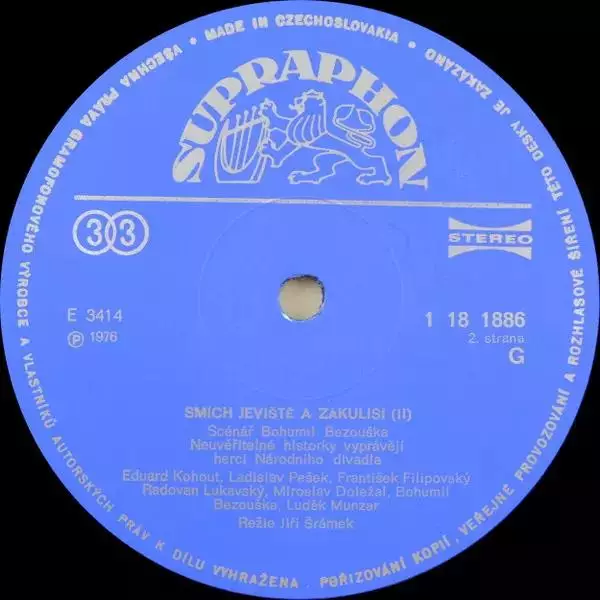 • MADE IN CZECHOSLOVAKIA • VŠECHNA PRÁVA GRAMOFONOVÉHO VÝROBCE A VLASTNÍKŮ AUTORSKÝCH PRÁV K DÍLU VYHRAŽENA. POŘIZOVÁNÍ KOPIÍ, VEŘEJNÉ PROVOZOVÁNÍ A ROZHLASOVÉ ŠÍŘENÍ TÉTO DESKY JE ZAKÁZÁNO
SUPRAPHON
33
STEREO
E 3414
℗ 1976
1 18 1886
2. strana
G
SMÍCH JEVIŠTĚ A ZÁKULISÍ (II)
Scénář Bohumil Bezouška
Neuvěřitelné historky vyprávějí
herci Národního divadla
Eduard Kohout, Ladislav Pešek, František Filipovský
Radovan Lukavský, Miroslav Doležal, Bohumil
Bezouška, Luděk Munzar
Režie Jiří Šrámek